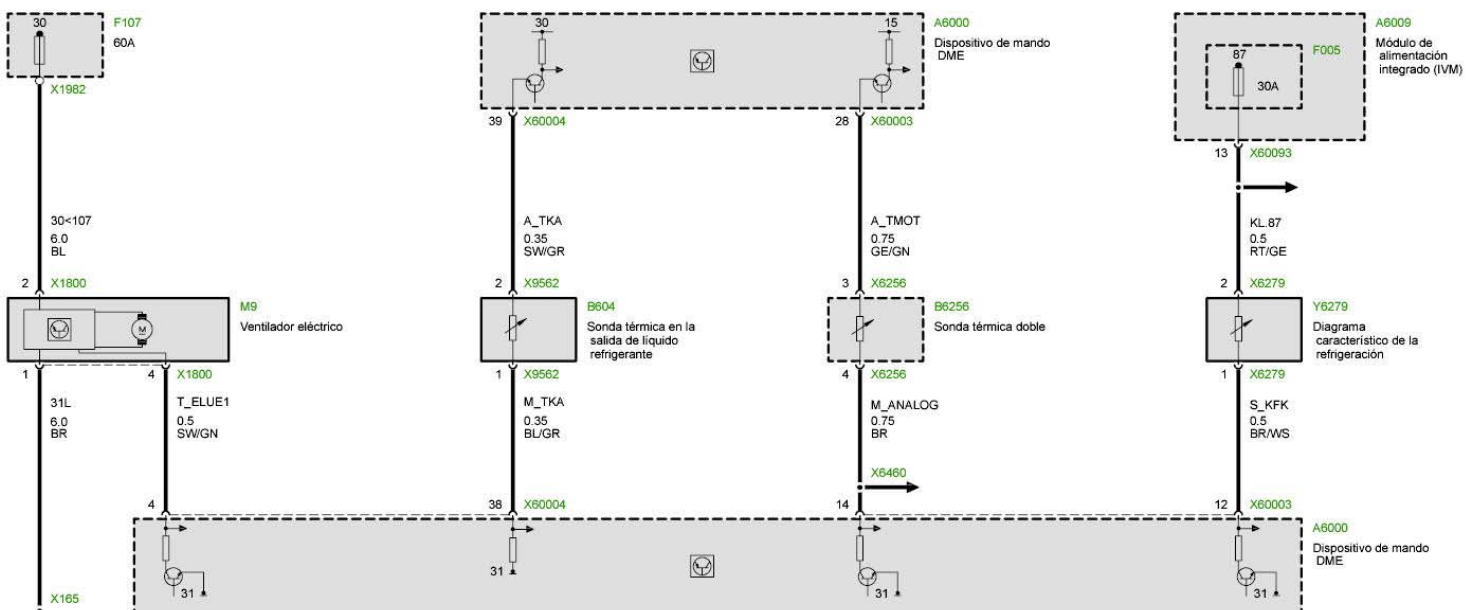 30
F107
60A
X1982
30<107
6.0
BL
2
X1800
M9
Ventilador eléctrico
M
1
4
X1800
31L
6.0
BR
T_ELUE1
0.5
SW/GN
4
X165
30
15
A6000
Dispositivo de mando
DME
39
X60004
28
X60003
A_TKA
0.35
SW/GR
A_TMOT
0.75
GE/GN
2
X9562
B604
Sonda térmica en la
salida de líquido
refrigerante
3
X6256
B6256
Sonda térmica doble
1
X9562
M_TKA
0.35
BL/GR
4
X6256
M_ANALOG
0.75
BR
X6460
38
X60004
14
A6009
Módulo de
alimentación
integrado (IVM)
F005
87
30A
13
X60093
KL.87
0.5
RT/GE
2
X6279
Y6279
Diagrama
característico de la
refrigeración
1
X6279
S_KFK
0.5
BR/WS
12
X60003
A6000
Dispositivo de mando
DME
31
31
31
31